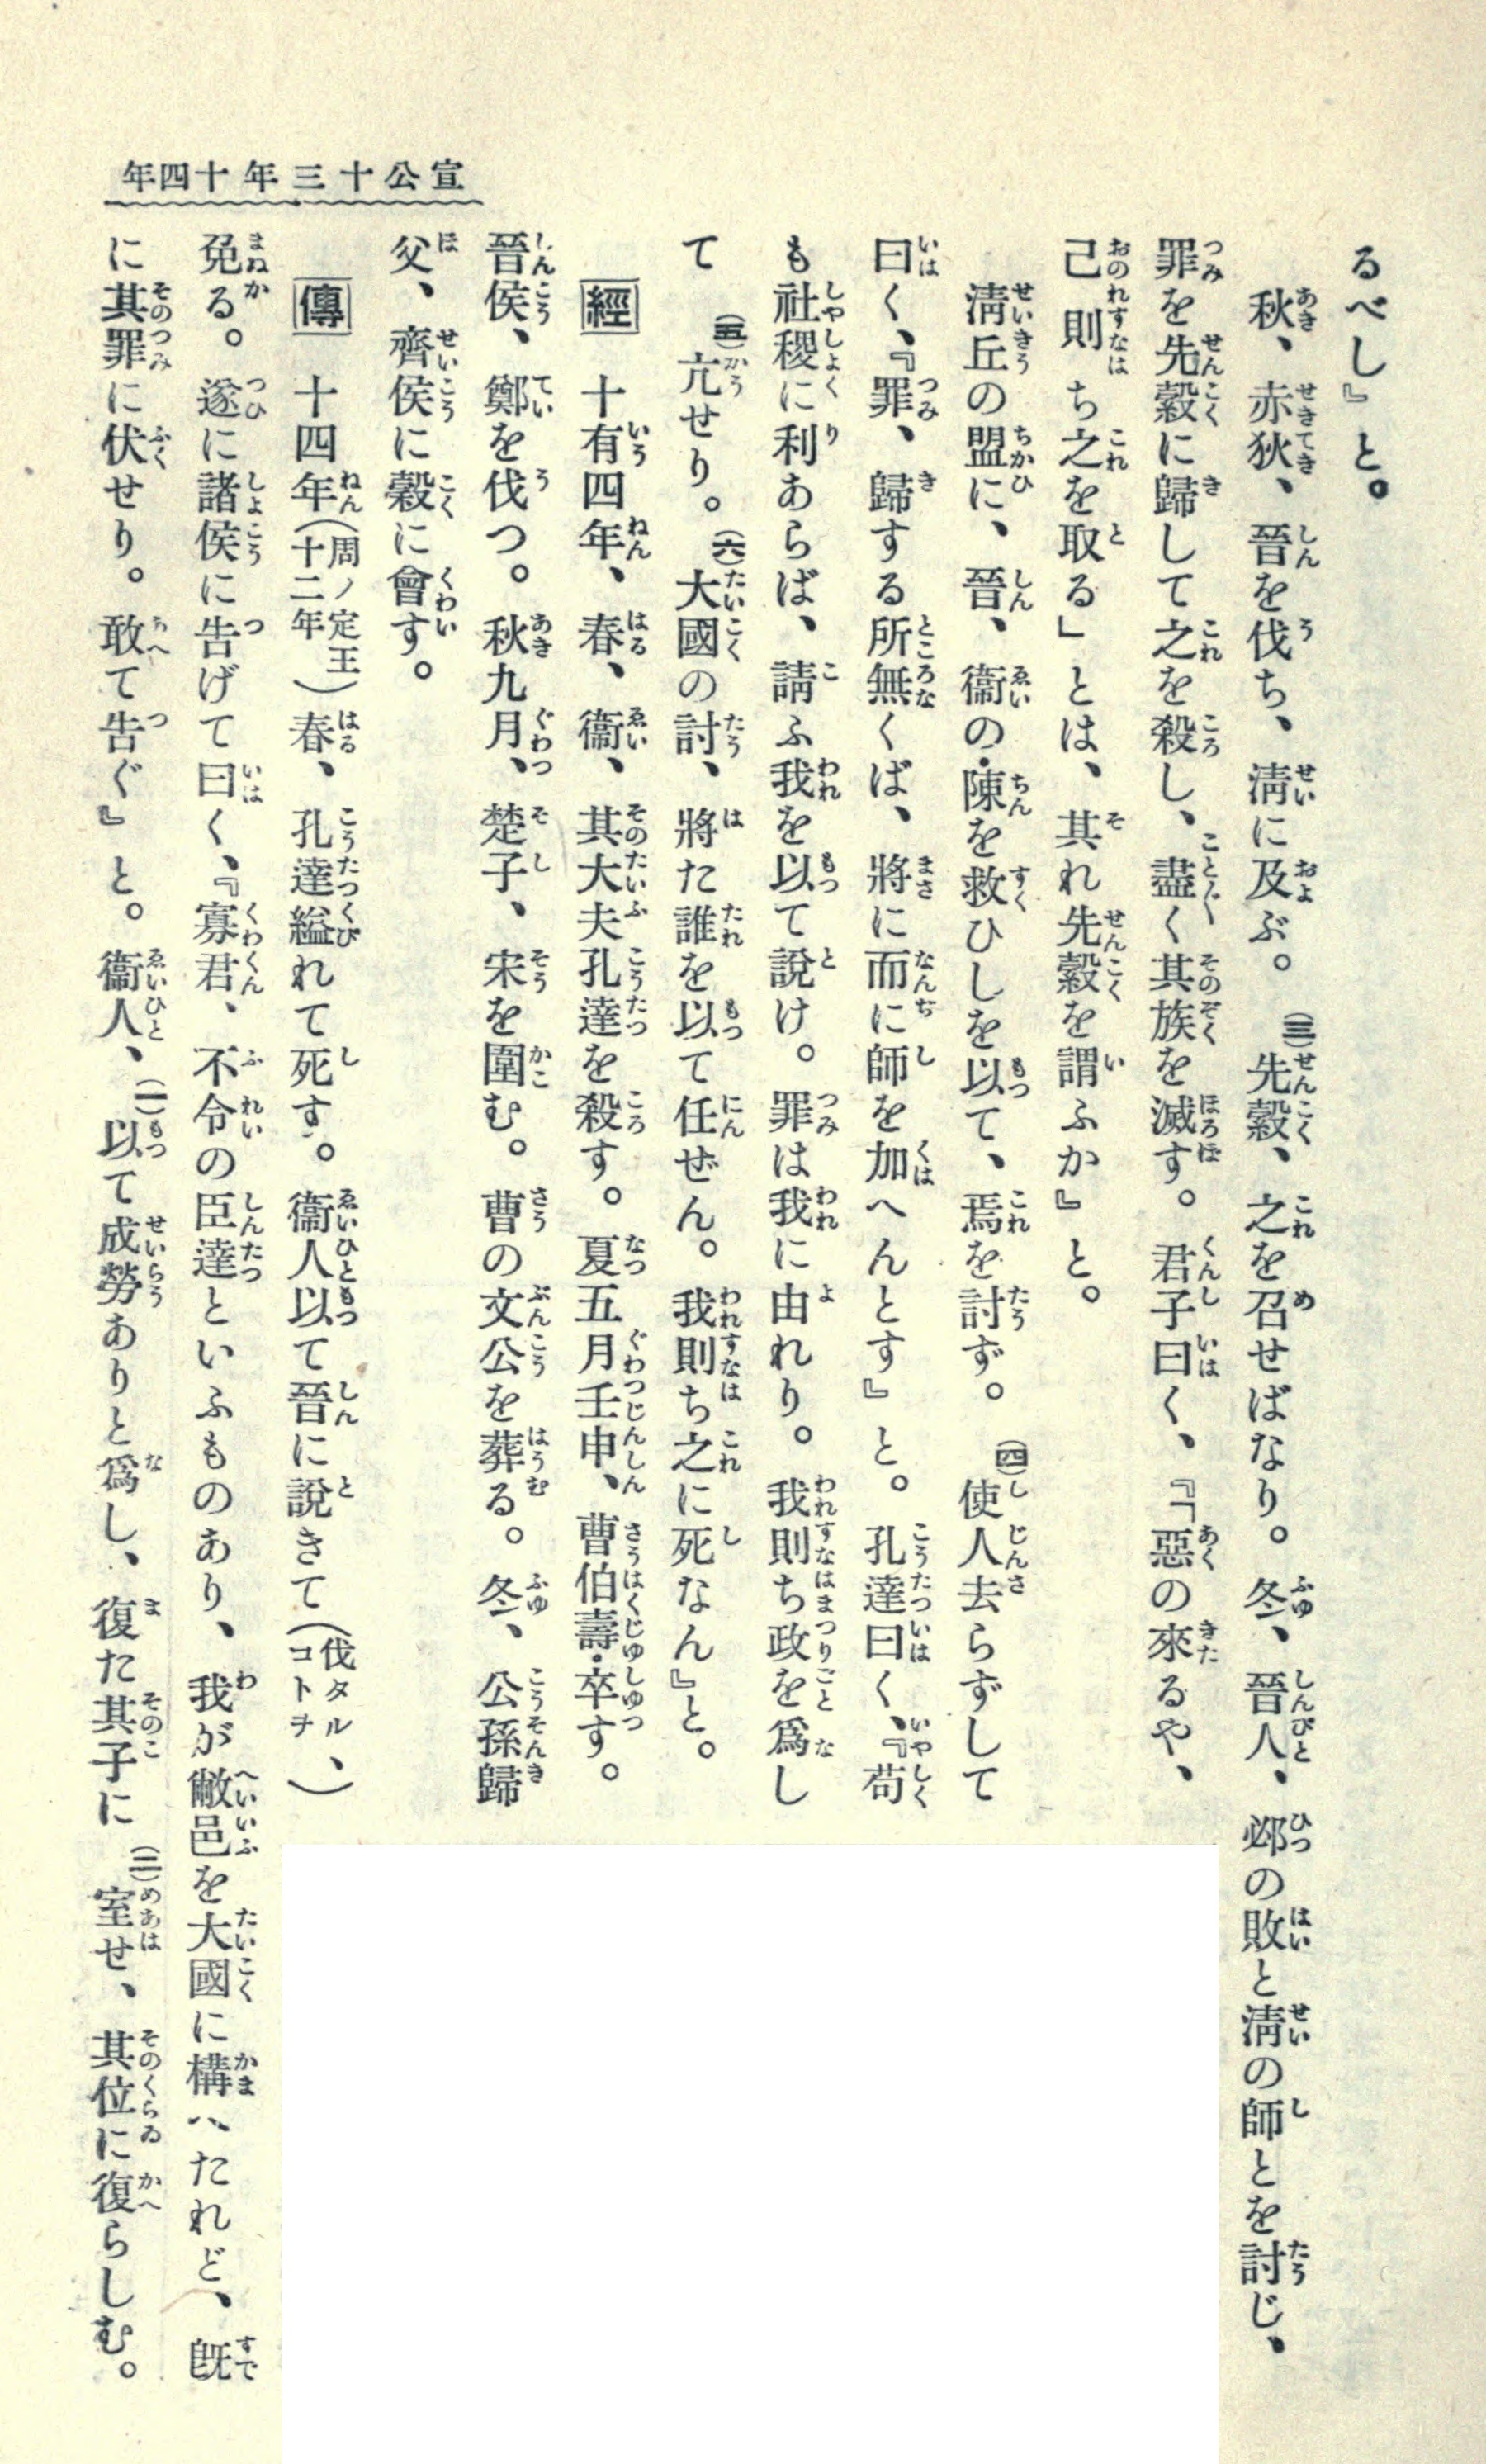 宣公十三年十四年
るべし』と。
秋、赤狄、晉を伐ち、淸に及ぶ。㈢先縠、之を召せばなり。冬、晉人、邲の敗と淸の師とを討じ、
罪を先縠に歸して之を殺し、盡く其族を滅す。君子曰く、『「惡の來るや、
己則ち之を取る」とは、其れ先縠を謂ふか』と。
淸丘の盟に、晉、衞の・陳を救ひしを以て、焉を討ず。㈣使人去らずして
曰く、『罪、歸する所無くば、將に而に師を加へんとす』と。孔達曰く、『苟
も社稷に利あらば、請ふ我を以て說け。罪は我に由れり。我則ち政を爲し
て㈤亢せり。㈥大國の討、將た誰を以て任ぜん。我則ち之に死なん』と。
經 十有四年、春、衞、其大夫孔達を殺す。夏五月壬申、曹伯壽・卒す。
晉侯、鄭を伐つ。秋九月、楚子、宋を圍む。曹の文公を葬る。冬、公孫歸
父、齊侯に穀に會す。
傳 十四年(周ノ定王十二年)春、孔達縊れて死す。衞人以て晉に說きて(伐タルコトヲ、)
免る。遂に諸侯に告げて曰く、『寡君、不令の臣達といふものあり、我が敝邑を大國に構へたれど、旣
に其罪に伏せり。敢て告ぐ』と。衞人、㈠以て成勞ありと爲し、復た其子に㈡室せ、其位に復らしむ。